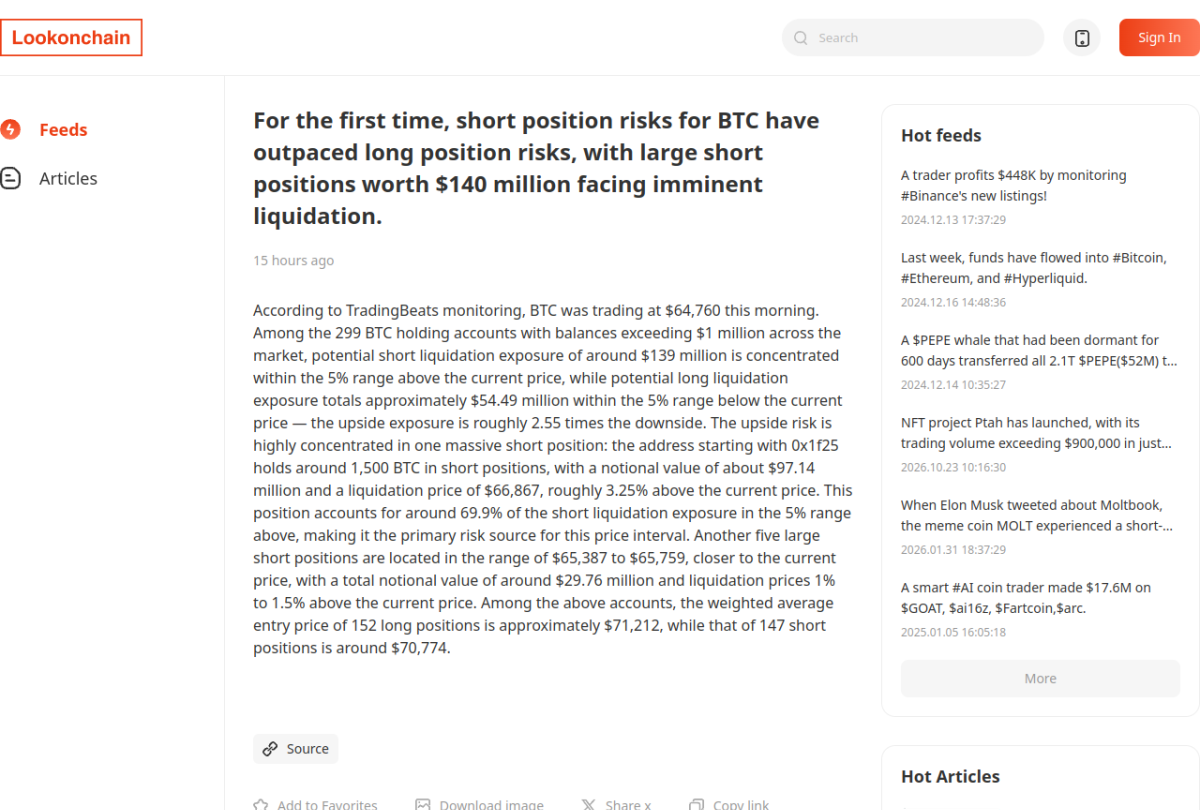 Lookonchain
Search
Sign In
Feeds
Articles
For the first time, short position risks for BTC have
outpaced long position risks, with large short
positions worth $140 million facing imminent
liquidation.
15 hours ago
According to TradingBeats monitoring, BTC was trading at $64,760 this morning.
Among the 299 BTC holding accounts with balances exceeding $1 million across the
market, potential short liquidation exposure of around $139 million is concentrated
within the 5% range above the current price, while potential long liquidation
exposure totals approximately $54.49 million within the 5% range below the current
price — the upside exposure is roughly 2.55 times the downside. The upside risk is
highly concentrated in one massive short position: the address starting with 0x1f25
holds around 1,500 BTC in short positions, with a notional value of about $97.14
million and a liquidation price of $66,867, roughly 3.25% above the current price. This
position accounts for around 69.9% of the short liquidation exposure in the 5% range
above, making it the primary risk source for this price interval. Another five large
short positions are located in the range of $65,387 to $65,759, closer to the current
price, with a total notional value of around $29.76 million and liquidation prices 1%
to 1.5% above the current price. Among the above accounts, the weighted average
entry price of 152 long positions is approximately $71,212, while that of 147 short
positions is around $70,774.
Source
Add to Favorites
Download image
Share x
Copy link
Hot feeds
A trader profits $448K by monitoring
#Binance's new listings!
2024.12.13 17:37:29
Last week, funds have flowed into #Bitcoin,
#Ethereum, and #Hyperliquid.
2024.12.16 14:48:36
A $PEPE whale that had been dormant for
600 days transferred all 2.1T $PEPE($52M) t...
2024.12.14 10:35:27
NFT project Ptah has launched, with its
trading volume exceeding $900,000 in just...
2026.10.23 10:16:30
When Elon Musk tweeted about Moltbook,
the meme coin MOLT experienced a short-...
2026.01.31 18:37:29
A smart #AI coin trader made $17.6M on
$GOAT, $ai16z, $Fartcoin,$arc.
2025.01.05 16:05:18
More
Hot Articles